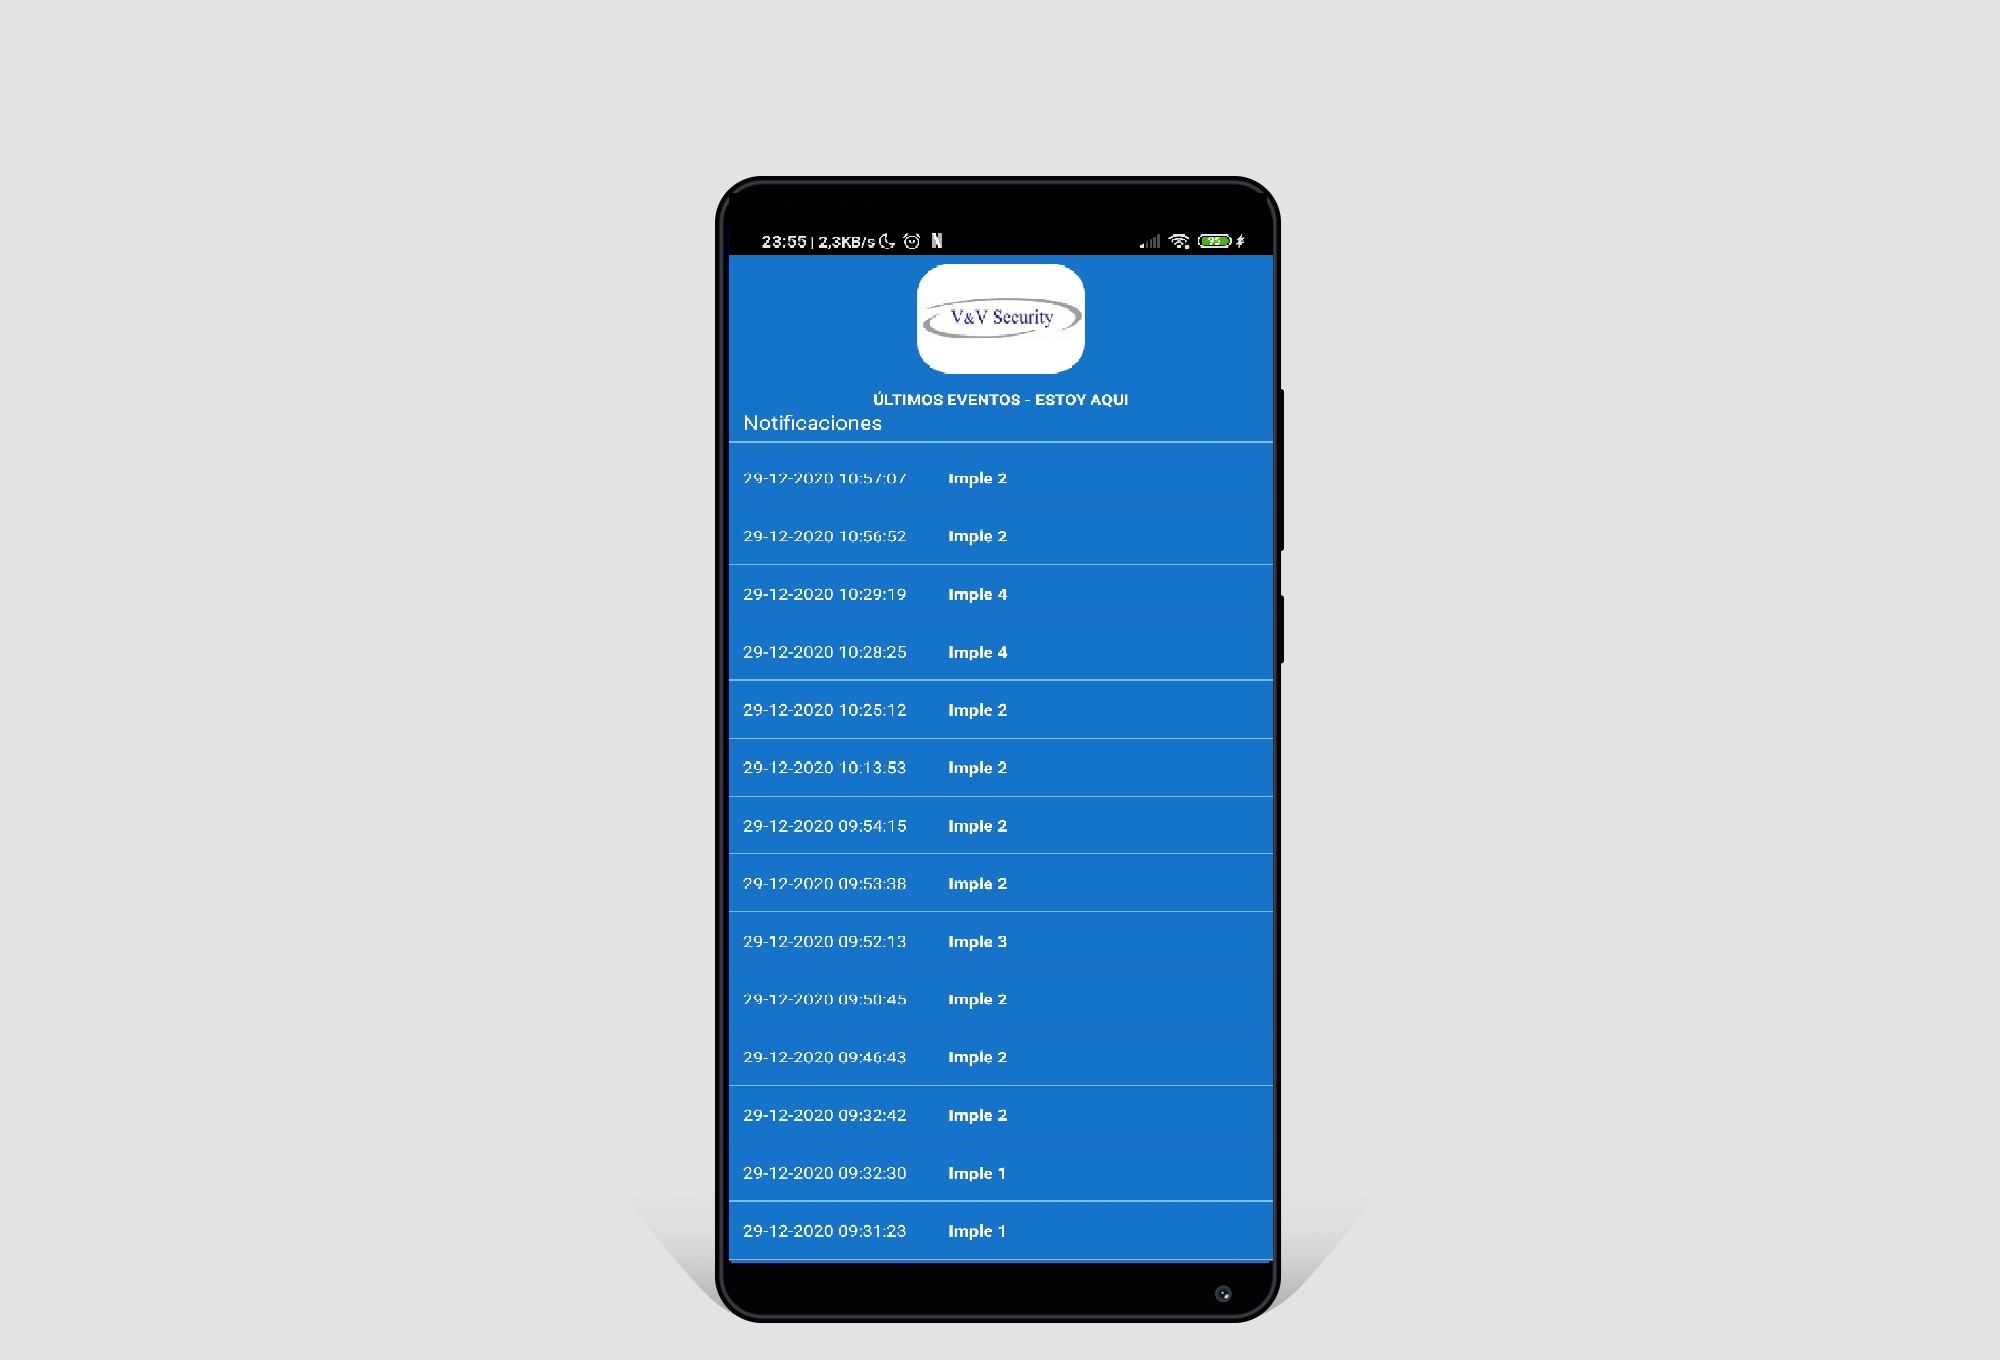 23:55 | 2,3KB/s N 95
V&V Security
ÚLTIMOS EVENTOS - ESTOY AQUI
Notificaciones
29-12-2020 10:57:07 Imple 2
29-12-2020 10:56:52 Imple 2
29-12-2020 10:29:19 Imple 4
29-12-2020 10:28:25 Imple 4
29-12-2020 10:25:12 Imple 2
29-12-2020 10:13:53 Imple 2
29-12-2020 09:54:15 Imple 2
29-12-2020 09:53:38 Imple 2
29-12-2020 09:52:13 Imple 3
29-12-2020 09:50:45 Imple 2
29-12-2020 09:46:43 Imple 2
29-12-2020 09:32:42 Imple 2
29-12-2020 09:32:30 Imple 1
29-12-2020 09:31:23 Imple 1